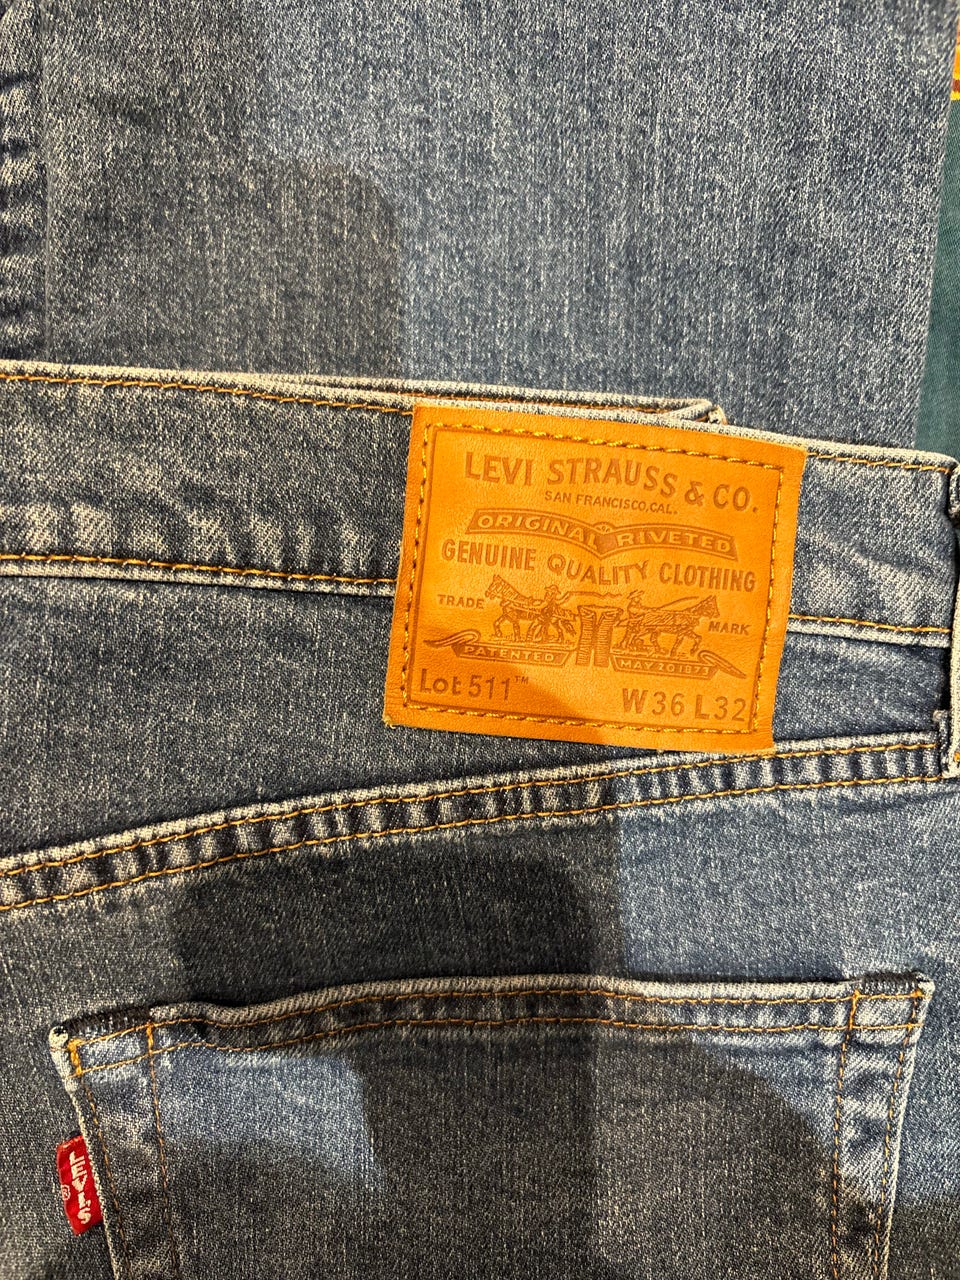 LEVI STRAUSS & CO.
SAN FRANCISCO, CAL.
ORIGINAL RIVETED
GENUINE QUALITY CLOTHING
TRADE MARK
PATENTED MAY 20 1873
Lot 511™ W36 L32
LEVI'S
®